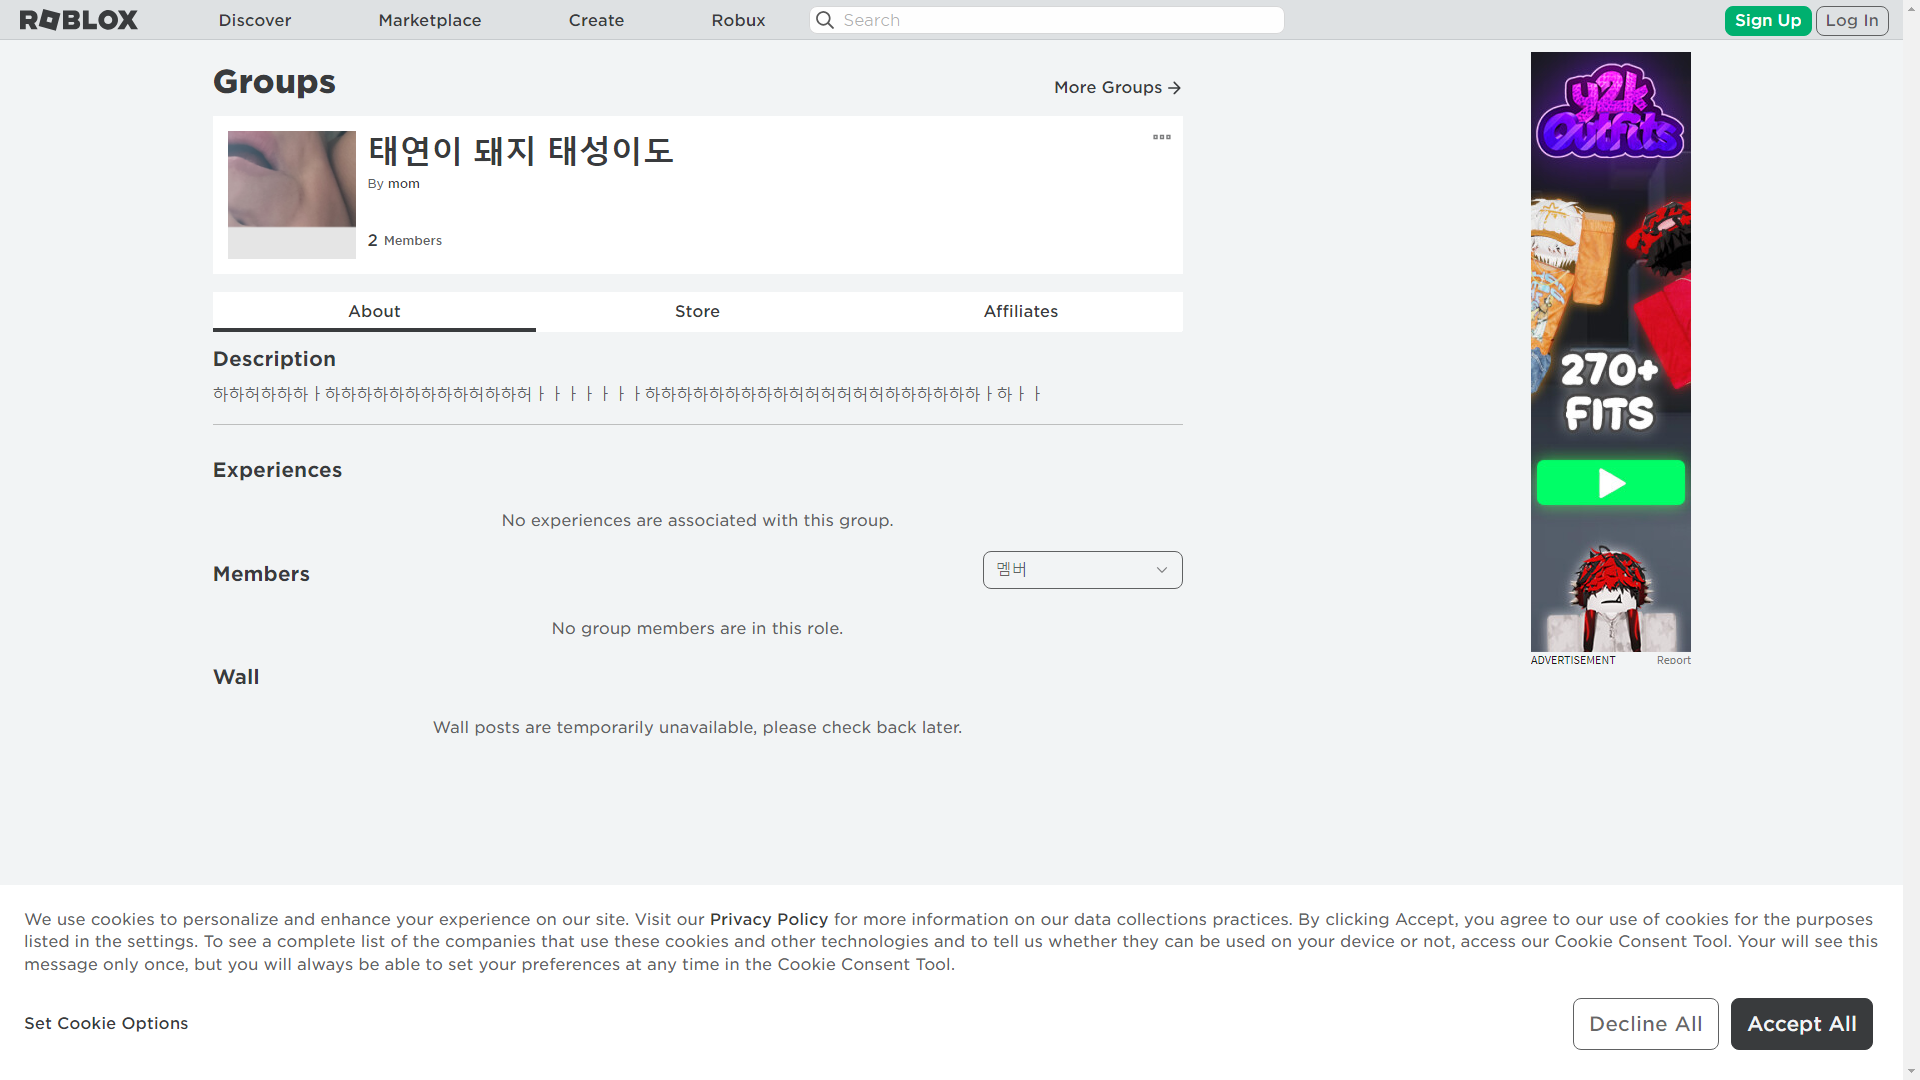 ROBLOX
Discover
Marketplace
Create
Robux
Search
Sign Up
Log In
Groups
More Groups
태연이 돼지 태성이도
By mom
2 Members
About
Store
Affiliates
Description
하하허하하하ㅏ하하하하하하하하하허하하허ㅏㅏㅏㅏㅏㅏㅏ하하하하하하하하하허허허허허허하하하하하하ㅏ하ㅏㅏ
Experiences
No experiences are associated with this group.
Members
멤버
No group members are in this role.
Wall
Wall posts are temporarily unavailable, please check back later.
y2k
Outfits
270+
FITS
ADVERTISEMENT
Report
We use cookies to personalize and enhance your experience on our site. Visit our Privacy Policy for more information on our data collections practices. By clicking Accept, you agree to our use of cookies for the purposes
listed in the settings. To see a complete list of the companies that use these cookies and other technologies and to tell us whether they can be used on your device or not, access our Cookie Consent Tool. Your will see this
message only once, but you will always be able to set your preferences at any time in the Cookie Consent Tool.
Set Cookie Options
Decline All
Accept All